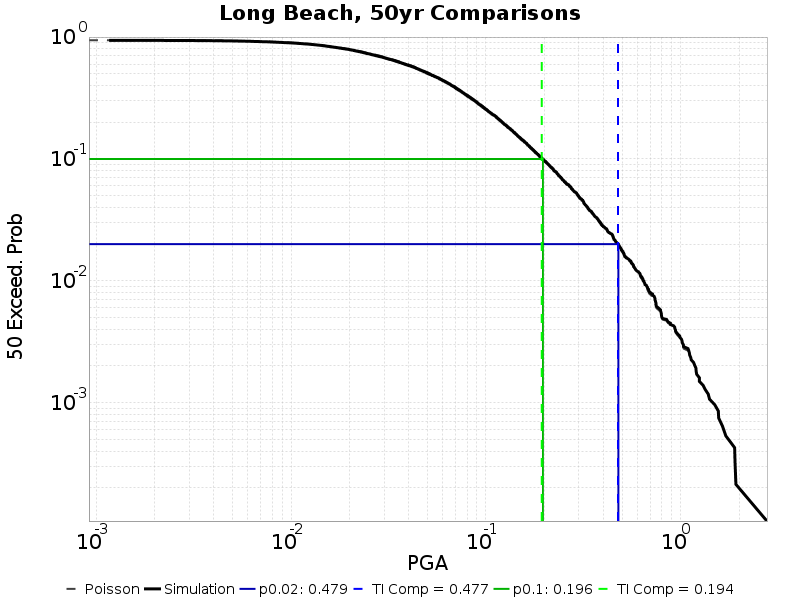 Long Beach, 50yr Comparisons
50 Exceed. Prob
10^0
10^-1
10^-2
10^-3
10^-3 10^-2 10^-1 10^0
PGA
Poisson Simulation p0.02: 0.479 TI Comp = 0.477 p0.1: 0.196 TI Comp = 0.194